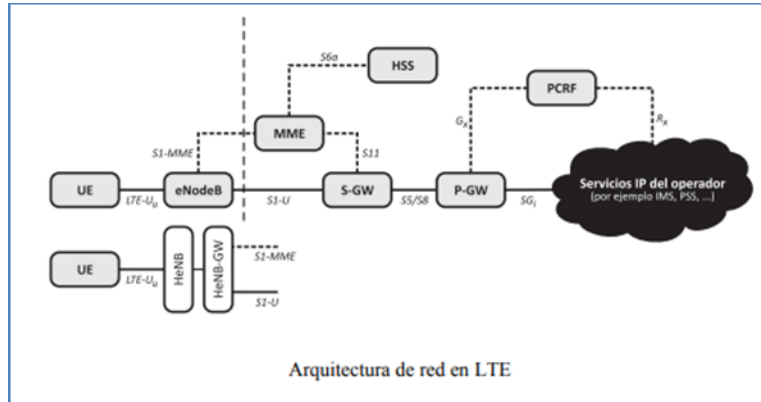 S6a
HSS
PCRF
MME
Gx
Rx
S1-MME
S11
UE
LTE-Uu
eNodeB
S1-U
S-GW
S5/S8
P-GW
SGi
Servicios IP del operador
(por ejemplo IMS, PSS, ...)
UE
LTE-Uu
HeNB
HeNB-GW
S1-MME
S1-U
Arquitectura de red en LTE